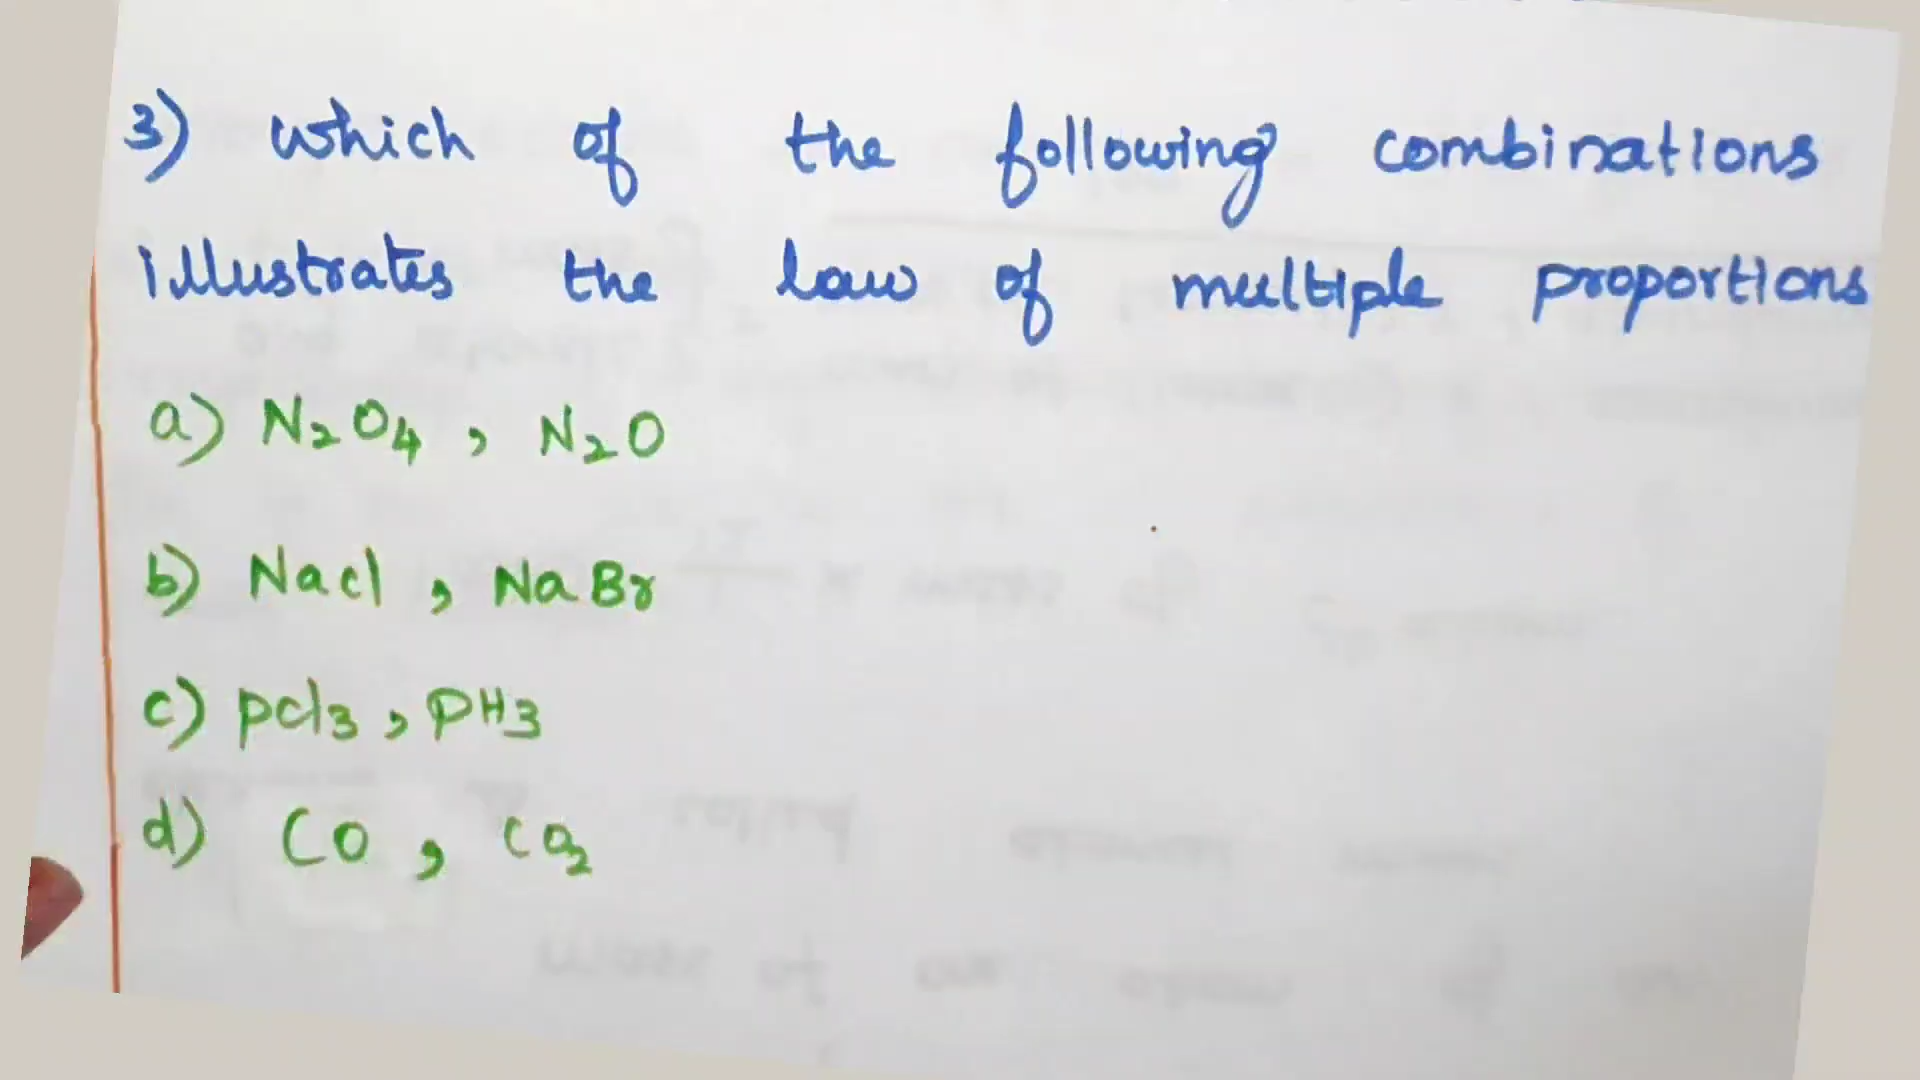 3) which of the following combinations
illustrates the law of multiple proportions
a) N₂O₄, N₂O
b) Nacl, NaBr
c) pcl₃, PH₃
d) CO, CO₂